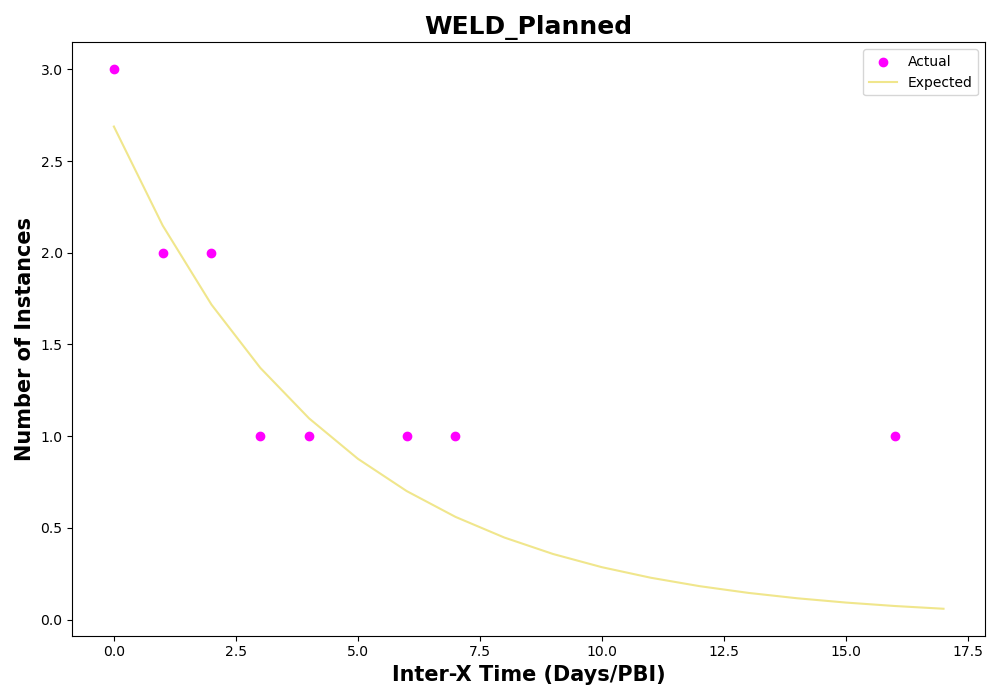 WELD_Planned
Actual
Expected
Number of Instances
3.0
2.5
2.0
1.5
1.0
0.5
0.0
0.0 2.5 5.0 7.5 10.0 12.5 15.0 17.5
Inter-X Time (Days/PBI)